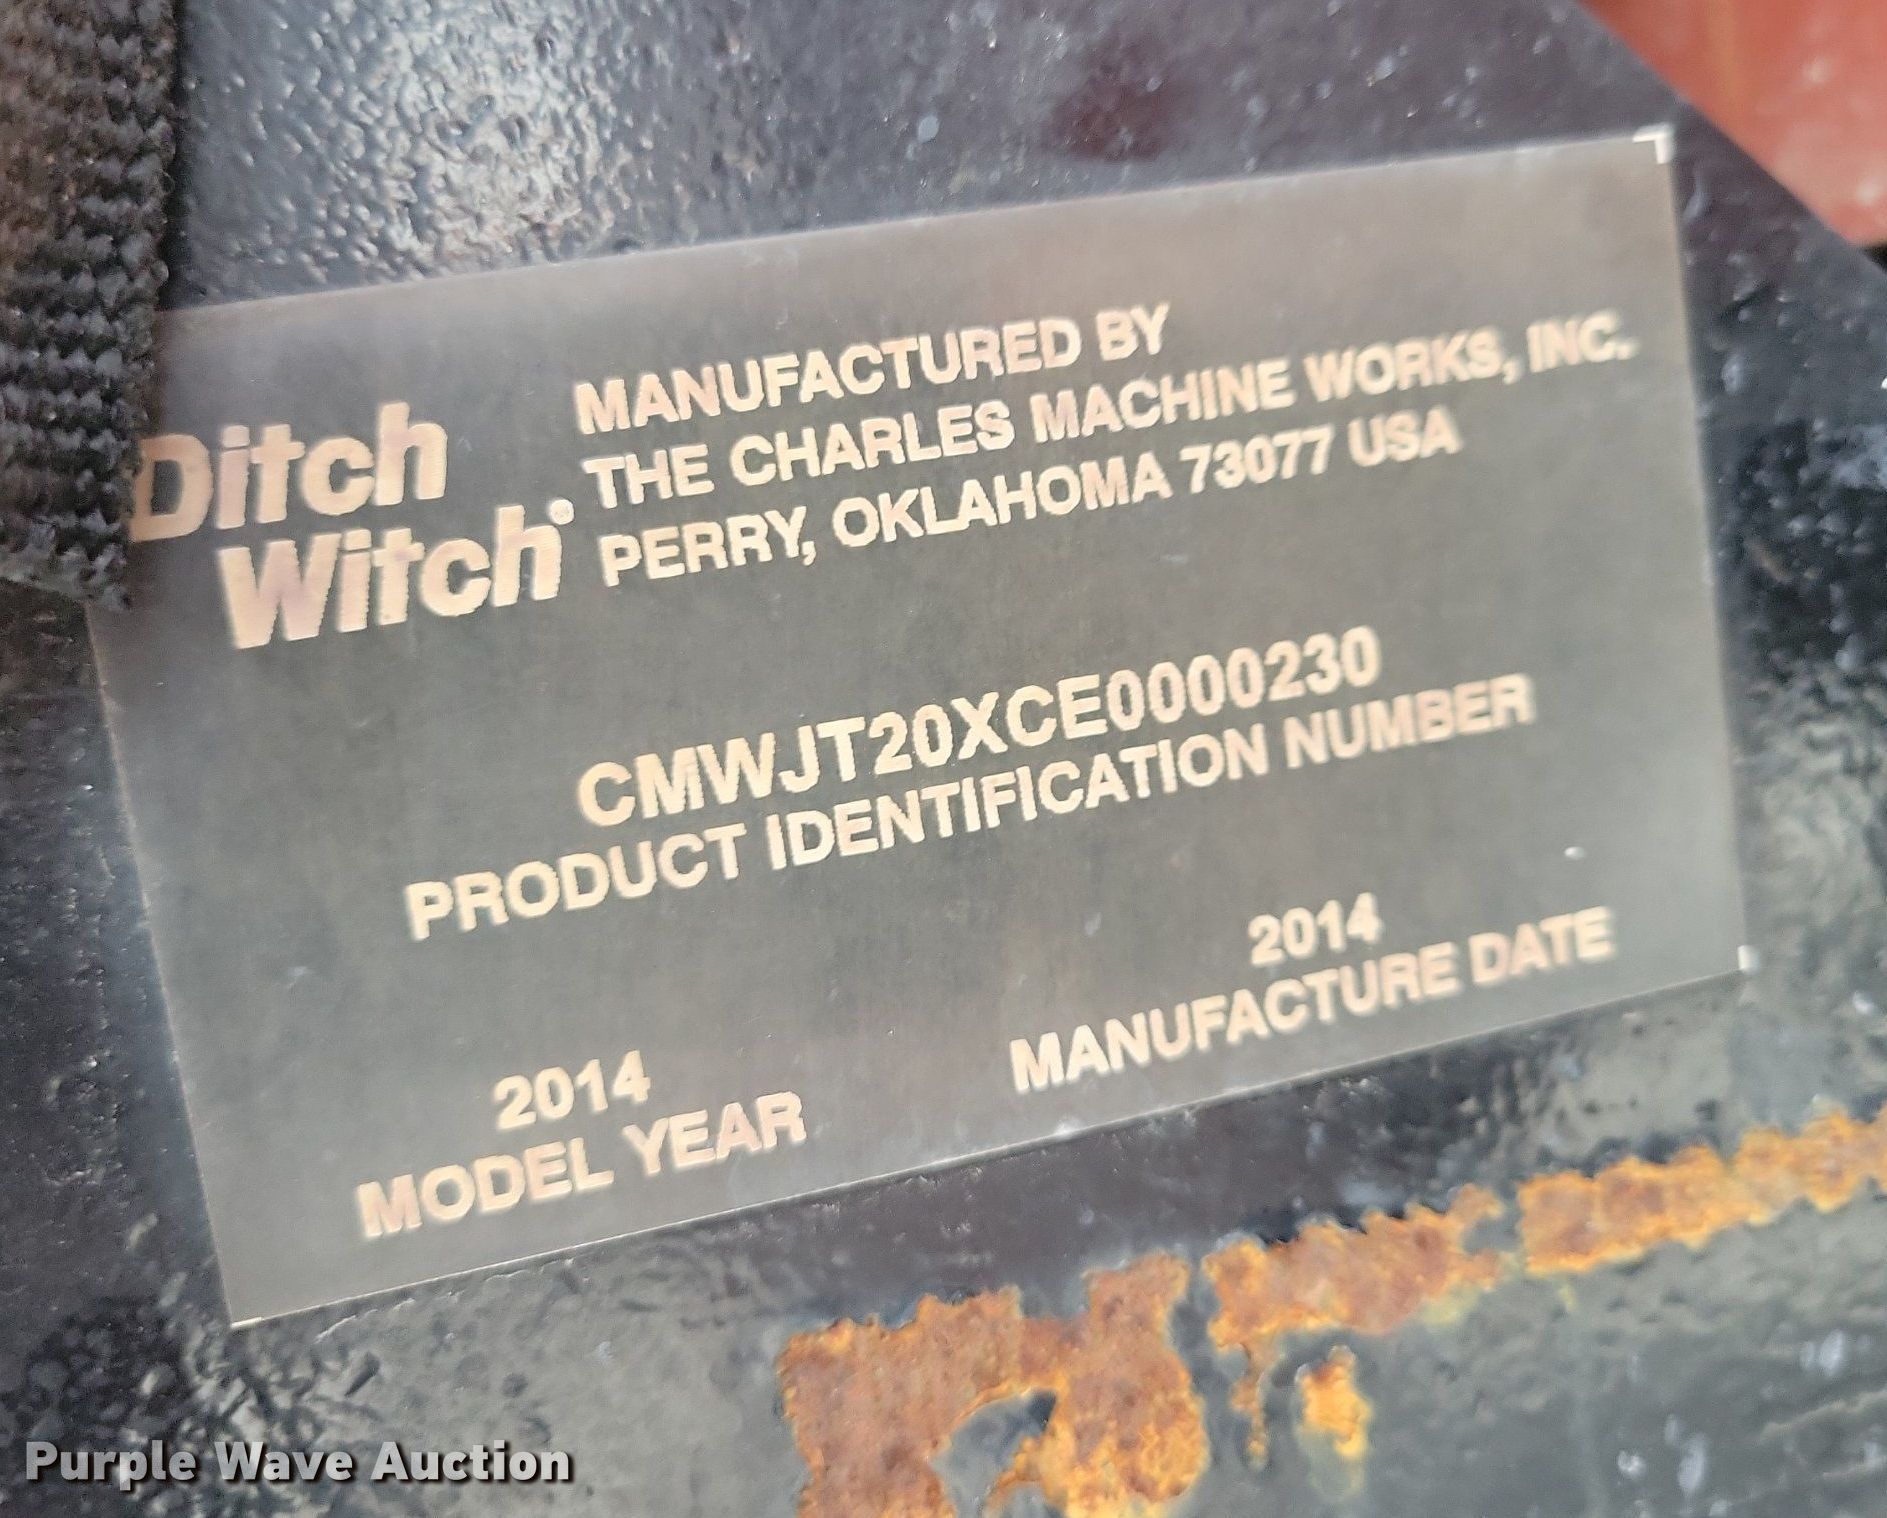 Ditch
Witch®
MANUFACTURED BY
THE CHARLES MACHINE WORKS, INC.
PERRY, OKLAHOMA 73077 USA
CMWJT20XCE0000230
PRODUCT IDENTIFICATION NUMBER
2014
MODEL YEAR
2014
MANUFACTURE DATE
Purple Wave Auction